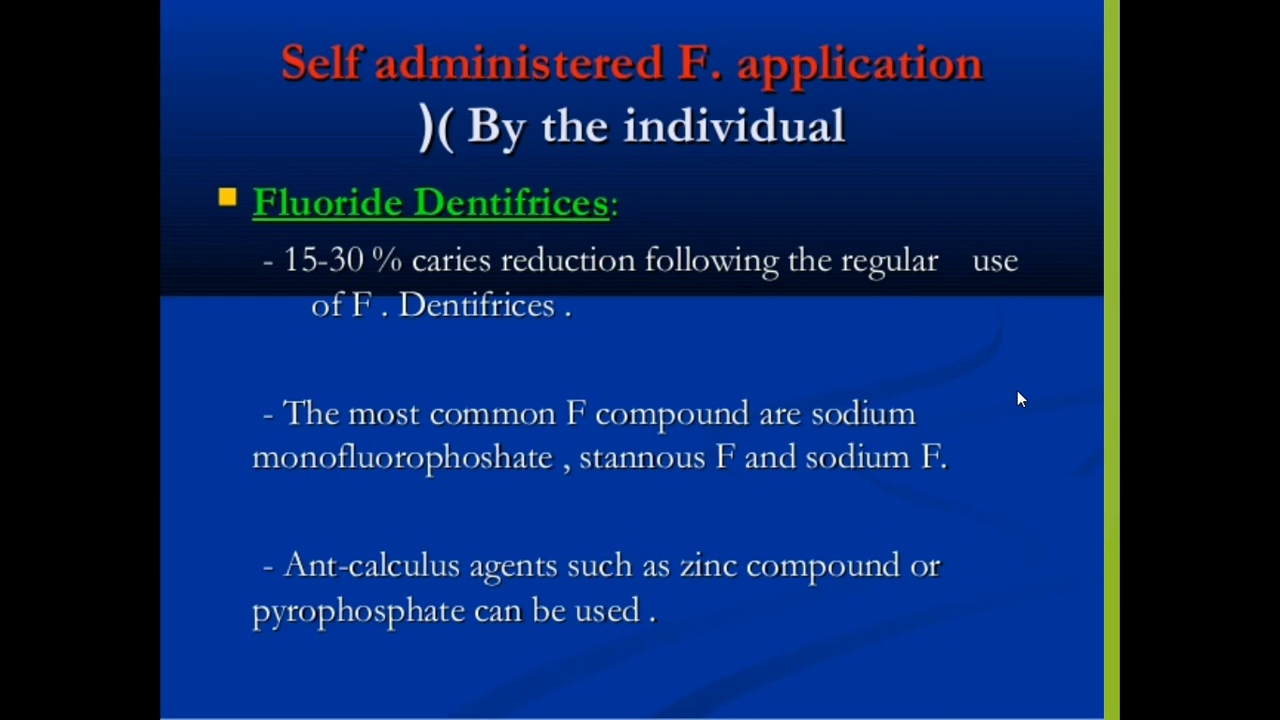 Self administered F. application
)( By the individual
Fluoride Dentifrices:
- 15-30 % caries reduction following the regular use
of F . Dentifrices .
- The most common F compound are sodium
monofluorophoshate , stannous F and sodium F.
- Ant-calculus agents such as zinc compound or
pyrophosphate can be used .